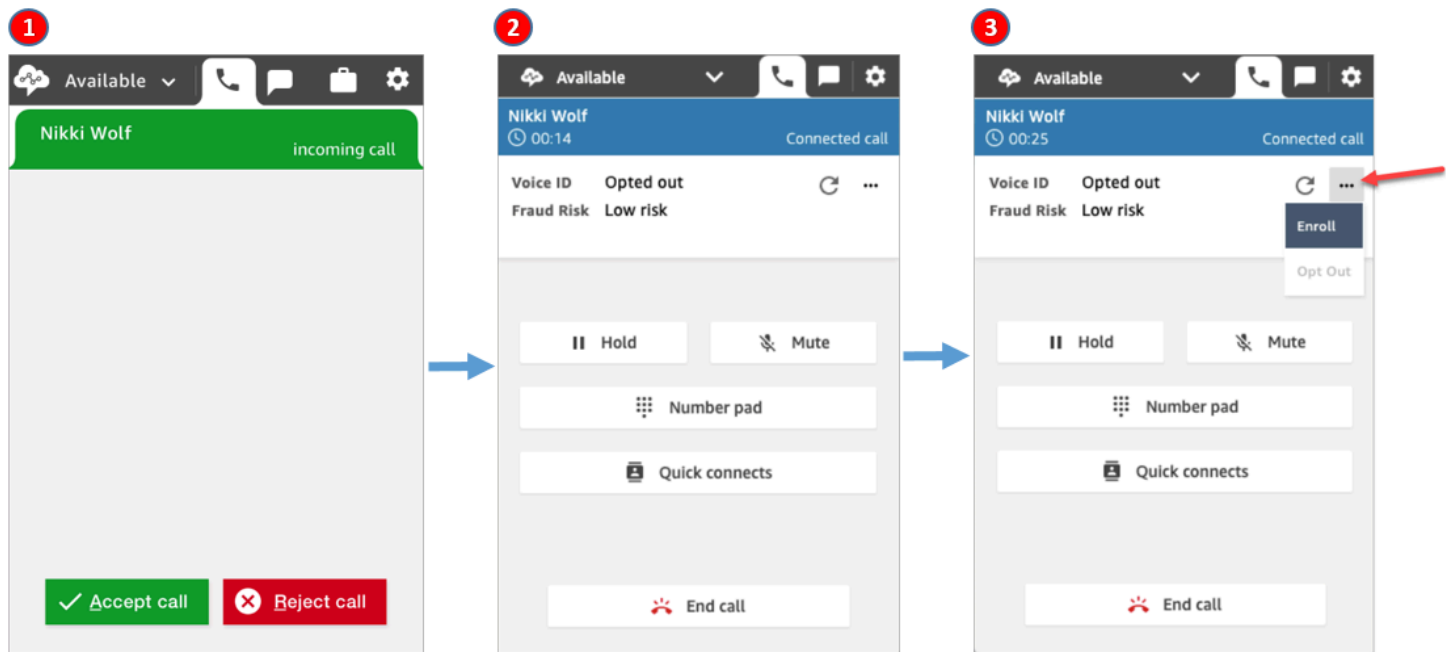 1
Available
Nikki Wolf
incoming call
Accept call
Reject call
2
Available
Nikki Wolf
00:14
Connected call
Voice ID Opted out
Fraud Risk Low risk
Hold
Mute
Number pad
Quick connects
End call
3
Available
Nikki Wolf
00:25
Connected call
Voice ID Opted out
Fraud Risk Low risk
Enroll
Opt Out
Hold
Mute
Number pad
Quick connects
End call